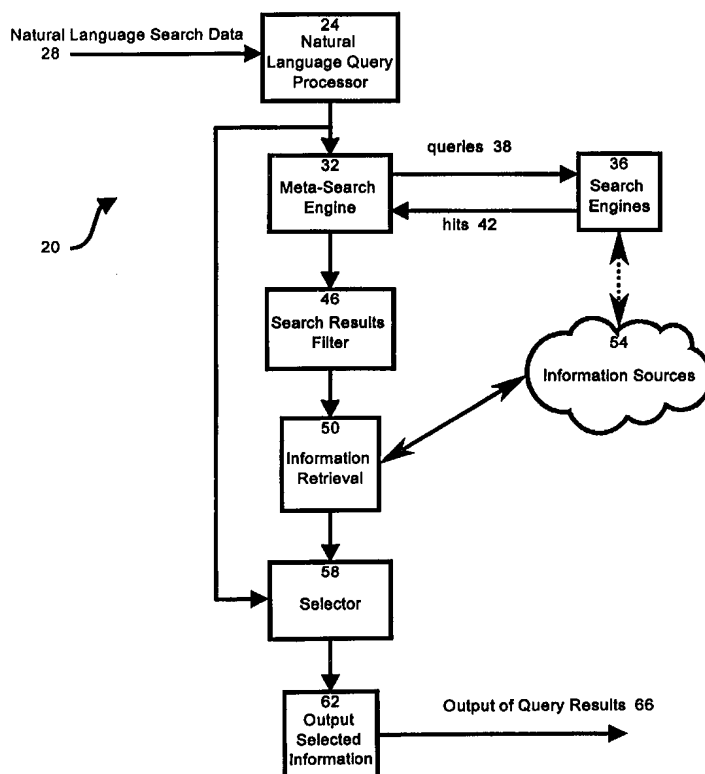 Natural Language Search Data
28
24
Natural
Language Query
Processor
queries 38
32
Meta-Search
Engine
36
Search
Engines
hits 42
20
46
Search Results
Filter
54
Information Sources
50
Information
Retrieval
58
Selector
62
Output
Selected
Information
Output of Query Results 66